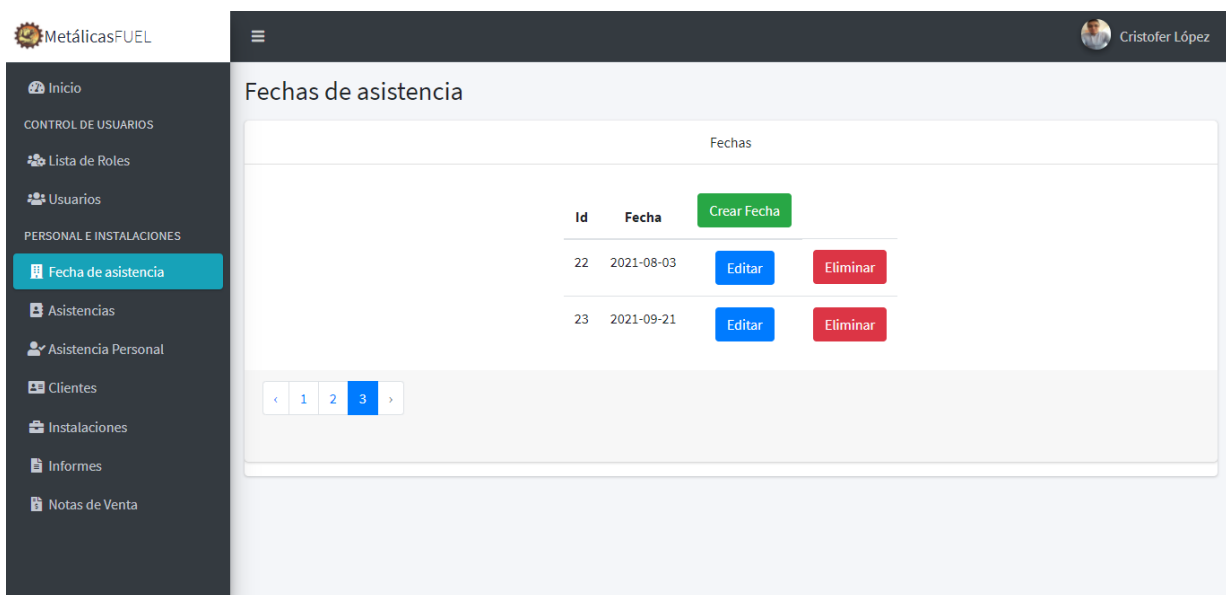 MetálicasFUEL
Cristofer López
Inicio
CONTROL DE USUARIOS
Lista de Roles
Usuarios
PERSONAL E INSTALACIONES
Fecha de asistencia
Asistencias
Asistencia Personal
Clientes
Instalaciones
Informes
Notas de Venta
Fechas de asistencia
Fechas
Id Fecha Crear Fecha
22 2021-08-03 Editar Eliminar
23 2021-09-21 Editar Eliminar
‹ 1 2 3 ›